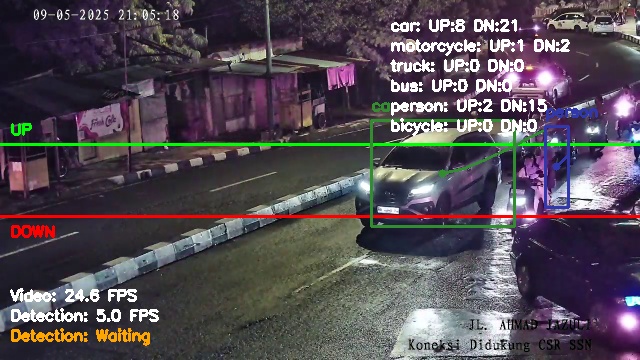 09-05-2025 21:05:18
car: UP:8 DN:21
motorcycle: UP:1 DN:2
truck: UP:0 DN:0
bus: UP:0 DN:0
person: UP:2 DN:15
bicycle: UP:0 DN:0
person
UP
DOWN
Video: 24.6 FPS
Detection: 5.0 FPS
Detection: Waiting
JL. AHMAD JAZULI
Koneksi Didukung CSR SSN